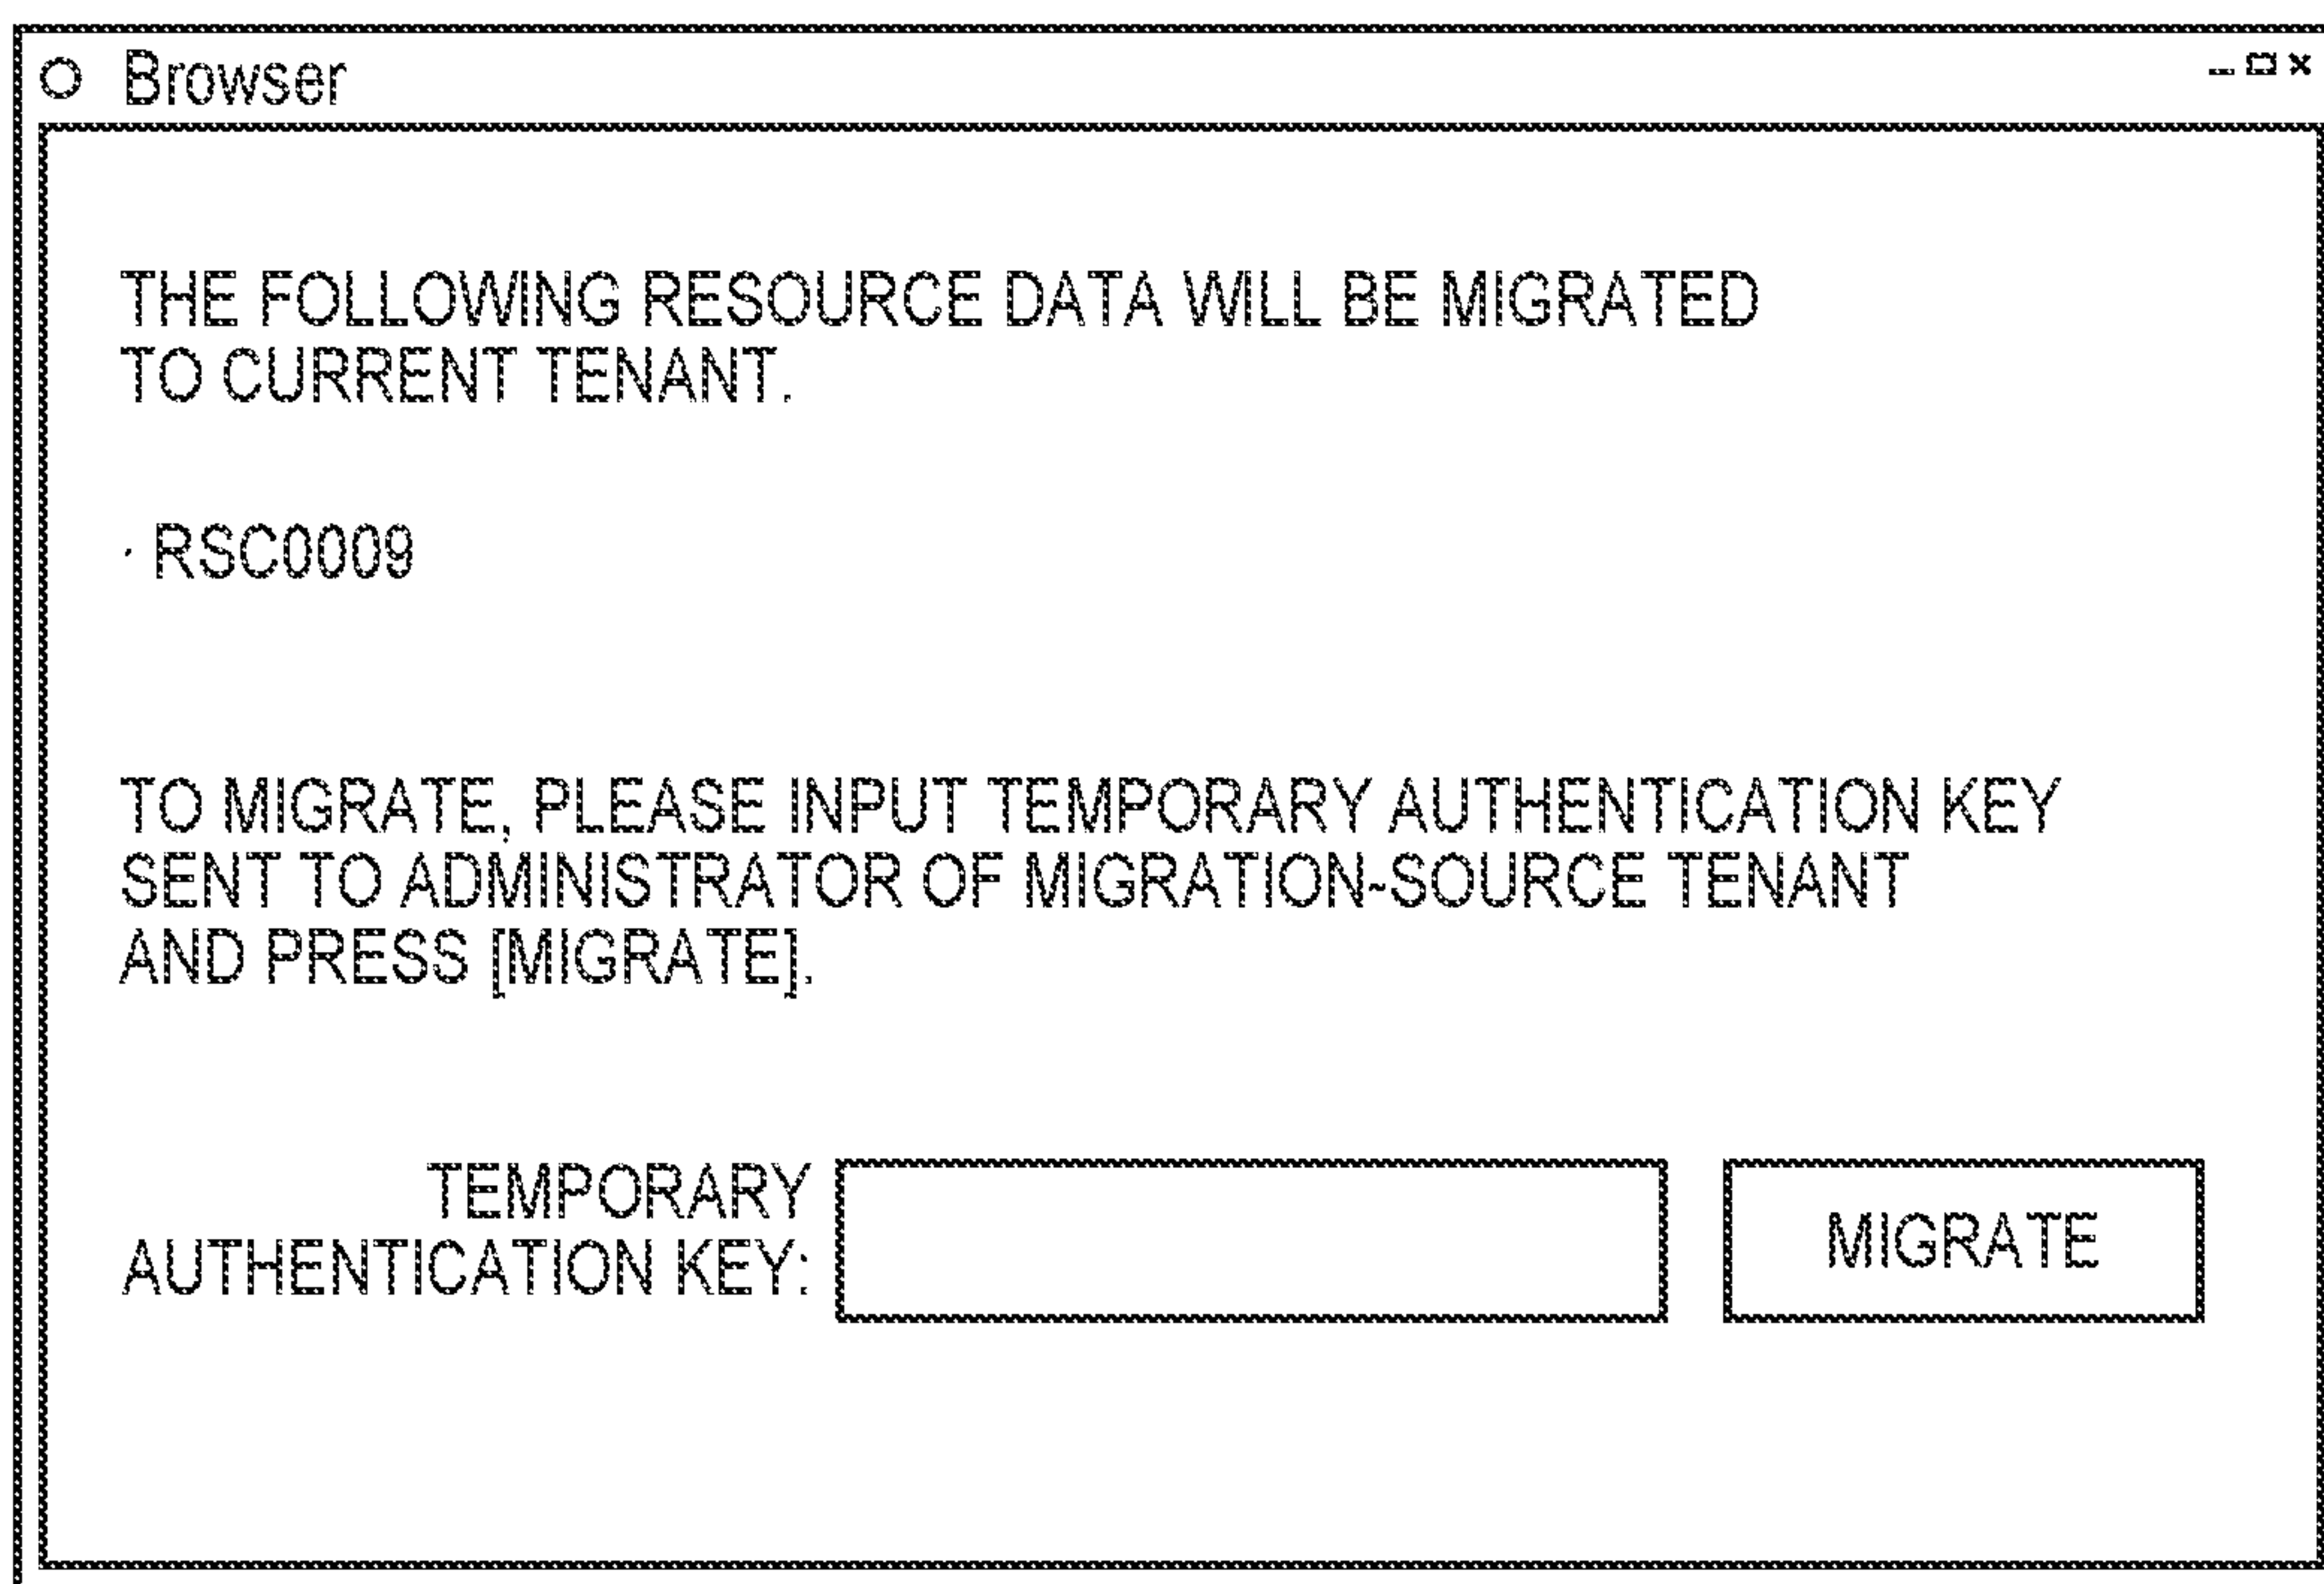 Browser
THE FOLLOWING RESOURCE DATA WILL BE MIGRATED
TO CURRENT TENANT.
· RSC0009
TO MIGRATE, PLEASE INPUT TEMPORARY AUTHENTICATION KEY
SENT TO ADMINISTRATOR OF MIGRATION-SOURCE TENANT
AND PRESS [MIGRATE].
TEMPORARY
AUTHENTICATION KEY:
MIGRATE